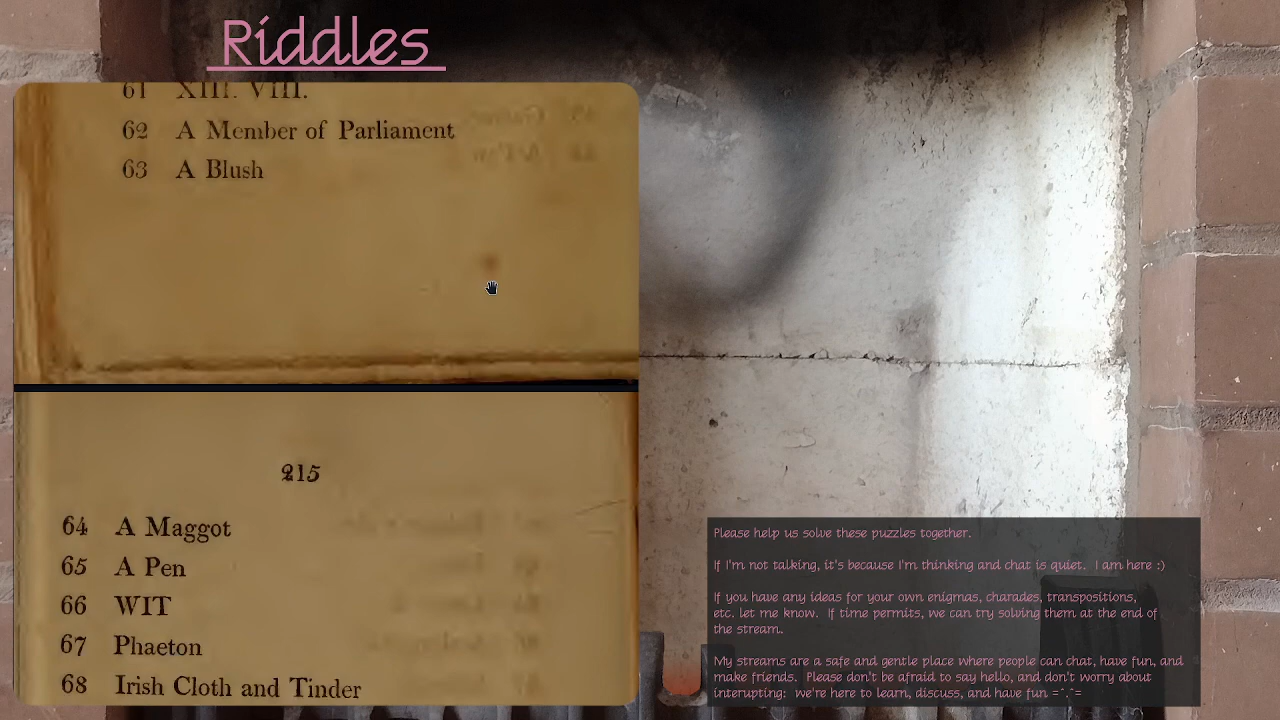 Riddles
61 XIII. VIII.
62 A Member of Parliament
63 A Blush
215
64 A Maggot
65 A Pen
66 WIT
67 Phaeton
68 Irish Cloth and Tinder
Please help us solve these puzzles together.
If I'm not talking, it's because I'm thinking and chat is quiet. I am here :)
If you have any ideas for your own enigmas, charades, transpositions,
etc. let me know. If time permits, we can try solving them at the end of
the stream.
My streams are a safe and gentle place where people can chat, have fun, and
make friends. Please don't be afraid to say hello, and don't worry about
interupting: we're here to learn, discuss, and have fun =^.^=